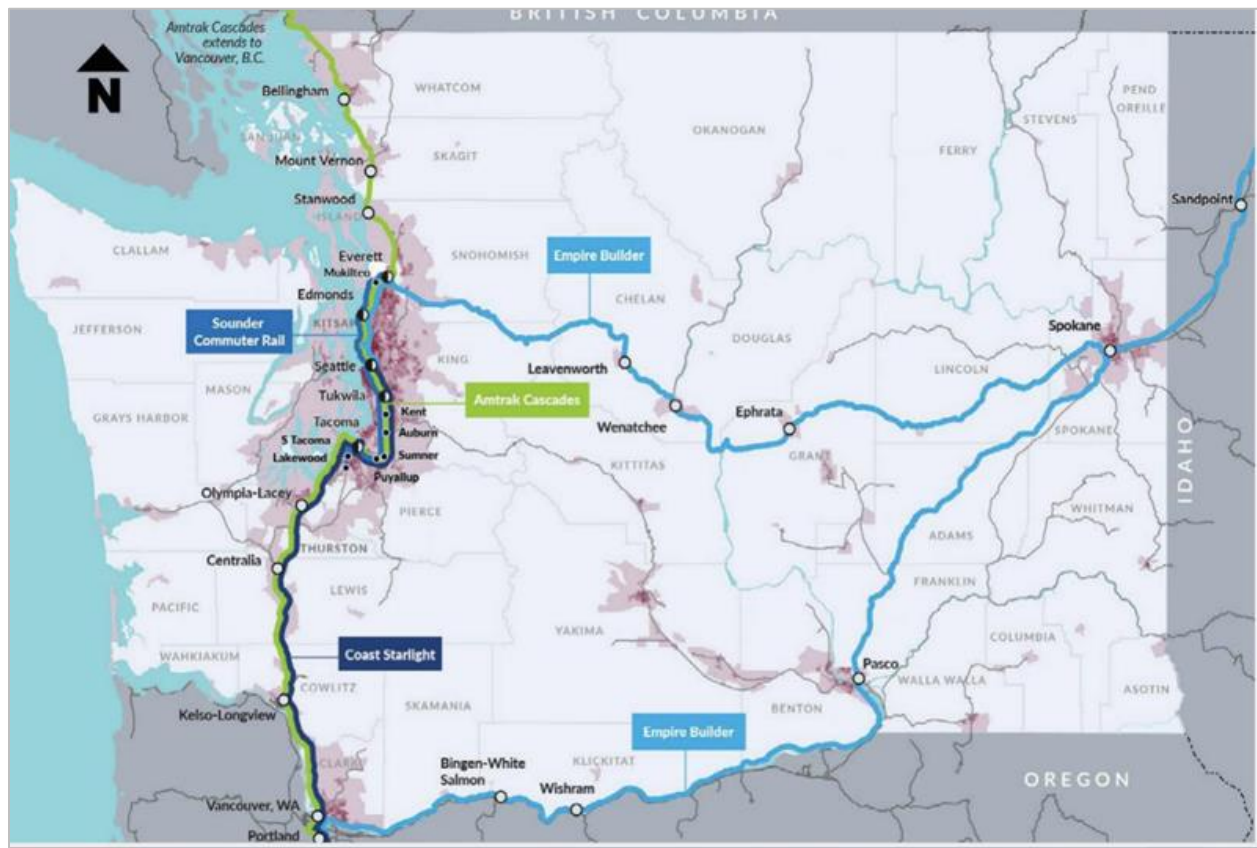 BRITISH COLUMBIA
Amtrak Cascades
extends to
Vancouver, B.C.
N
Bellingham
WHATCOM
PEND
OREILLE
STEVENS
OKANOGAN
SAN JUAN
FERRY
Mount Vernon
SKAGIT
Stanwood
ISLAND
Sandpoint
CLALLAM
Everett
SNOHOMISH
Empire Builder
Mukilteo
Edmonds
CHELAN
JEFFERSON
Sounder
Commuter Rail
KITSAP
Spokane
DOUGLAS
Seattle
KING
Leavenworth
LINCOLN
MASON
Tukwila
Amtrak Cascades
GRAYS HARBOR
Kent
Ephrata
Tacoma
Wenatchee
Auburn
SPOKANE
S Tacoma
Lakewood
Sumner
GRANT
KITTITAS
Puyallup
IDAHO
Olympia-Lacey
PIERCE
WHITMAN
ADAMS
THURSTON
Centralia
FRANKLIN
LEWIS
PACIFIC
YAKIMA
COLUMBIA
WAHKIAKUM
Coast Starlight
Pasco
WALLA WALLA
COWLITZ
ASOTIN
SKAMANIA
BENTON
Kelso-Longview
Empire Builder
CLARK
Bingen-White
Salmon
KLICKITAT
OREGON
Wishram
Vancouver, WA
Portland